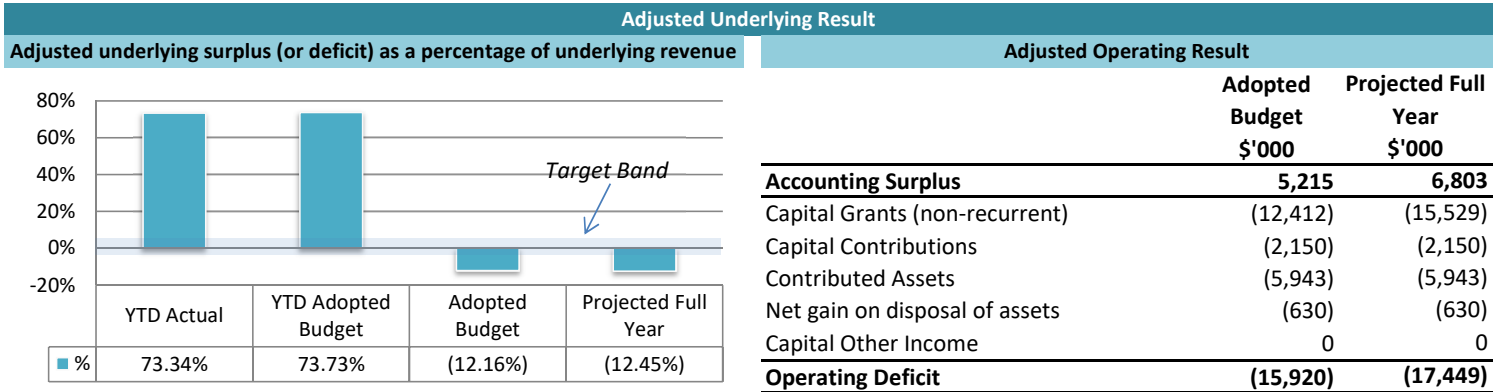 Adjusted Underlying Result
Adjusted underlying surplus (or deficit) as a percentage of underlying revenue
80%
60%
40%
20%
0%
-20%
Target Band
YTD Actual
YTD Adopted
Budget
Adopted
Budget
Projected Full
Year
% 73.34% 73.73% (12.16%) (12.45%)
Adjusted Operating Result
Adopted Projected Full
Budget Year
$'000 $'000
Accounting Surplus 5,215 6,803
Capital Grants (non-recurrent) (12,412) (15,529)
Capital Contributions (2,150) (2,150)
Contributed Assets (5,943) (5,943)
Net gain on disposal of assets (630) (630)
Capital Other Income 0 0
Operating Deficit (15,920) (17,449)